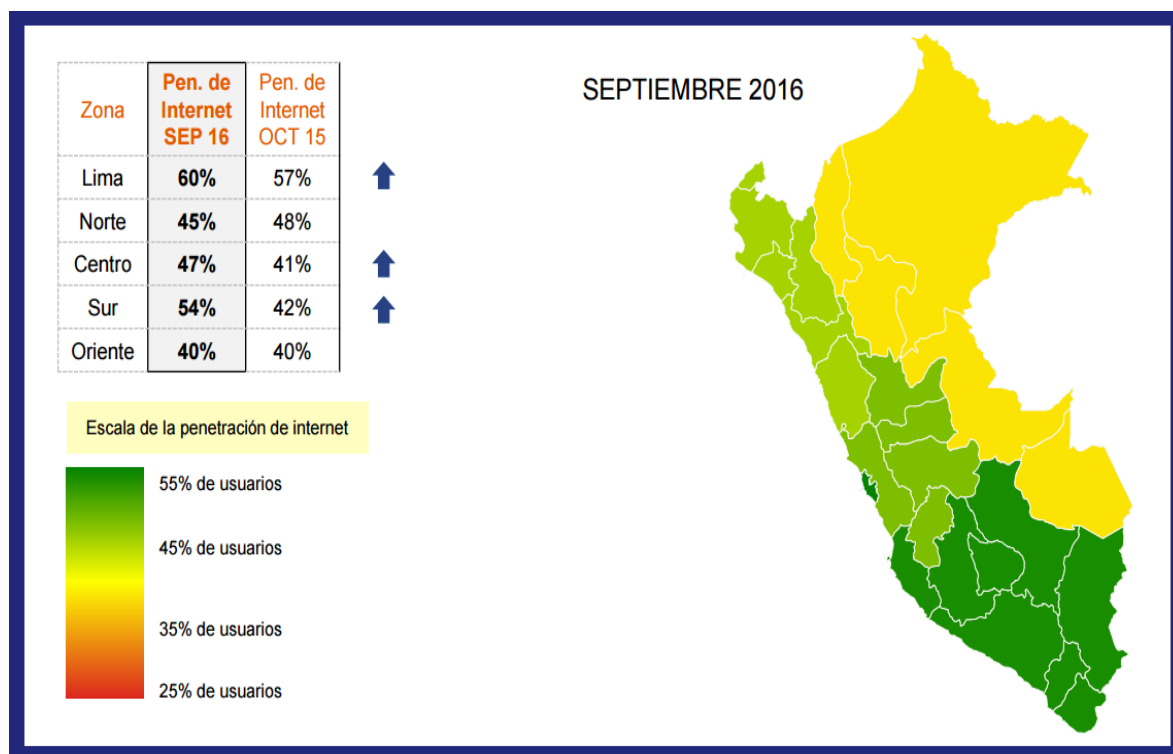 SEPTIEMBRE 2016
Zona
Pen. de
Internet
SEP 16
Pen. de
Internet
OCT 15
Lima 60% 57%
Norte 45% 48%
Centro 47% 41%
Sur 54% 42%
Oriente 40% 40%
Escala de la penetración de internet
55% de usuarios
45% de usuarios
35% de usuarios
25% de usuarios